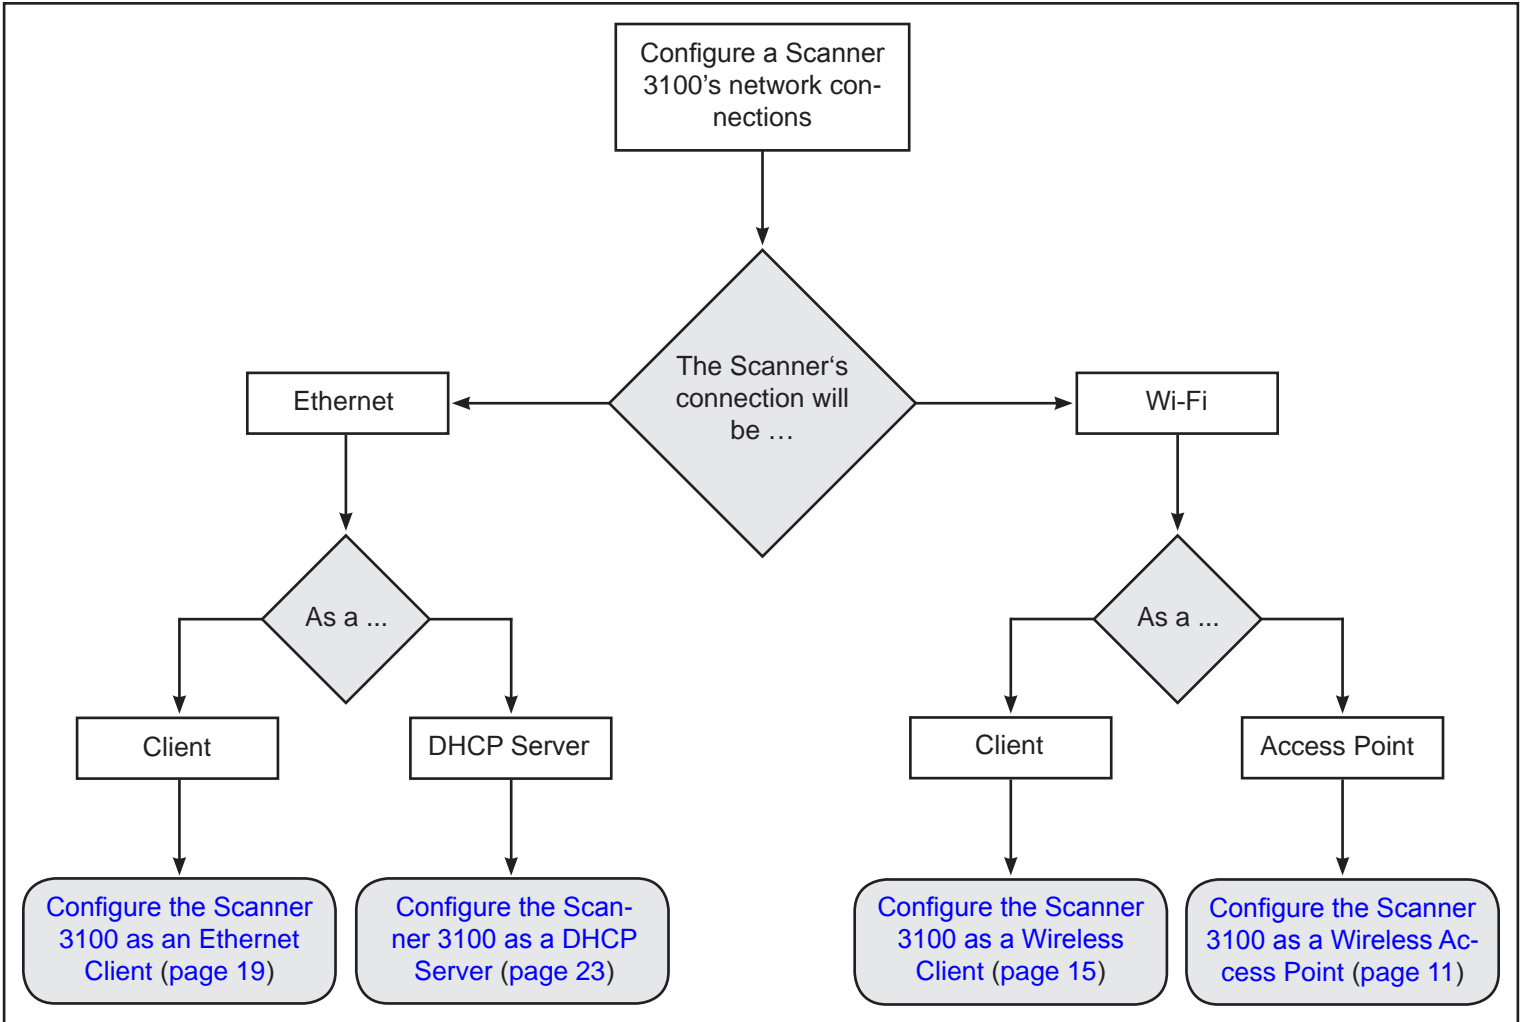 Configure a Scanner
3100’s network con-
nections
The Scanner‘s
connection will
be …
Ethernet
Wi-Fi
As a ...
As a ...
Client
DHCP Server
Client
Access Point
Configure the Scanner
3100 as an Ethernet
Client (page 19)
Configure the Scan-
ner 3100 as a DHCP
Server (page 23)
Configure the Scanner
3100 as a Wireless
Client (page 15)
Configure the Scanner
3100 as a Wireless Ac-
cess Point (page 11)